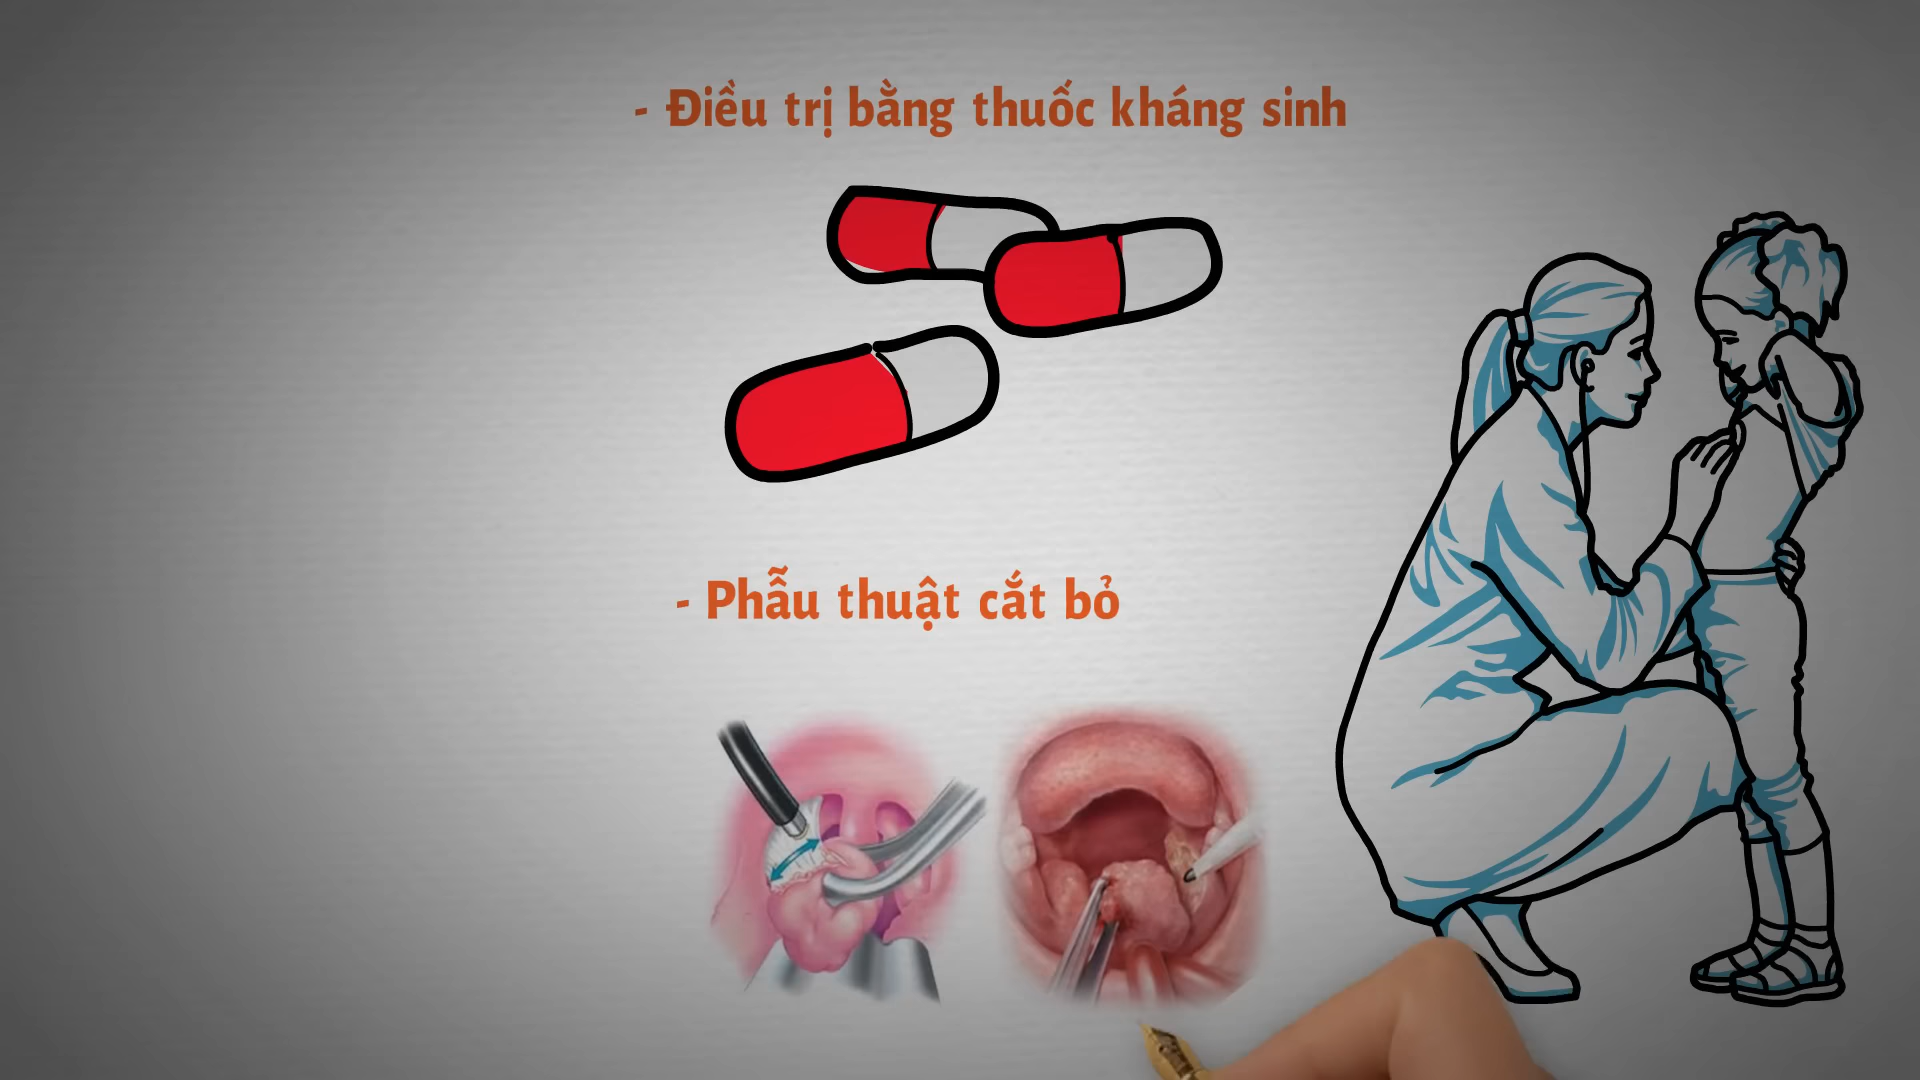 - Điều trị bằng thuốc kháng sinh
- Phẫu thuật cắt bỏ